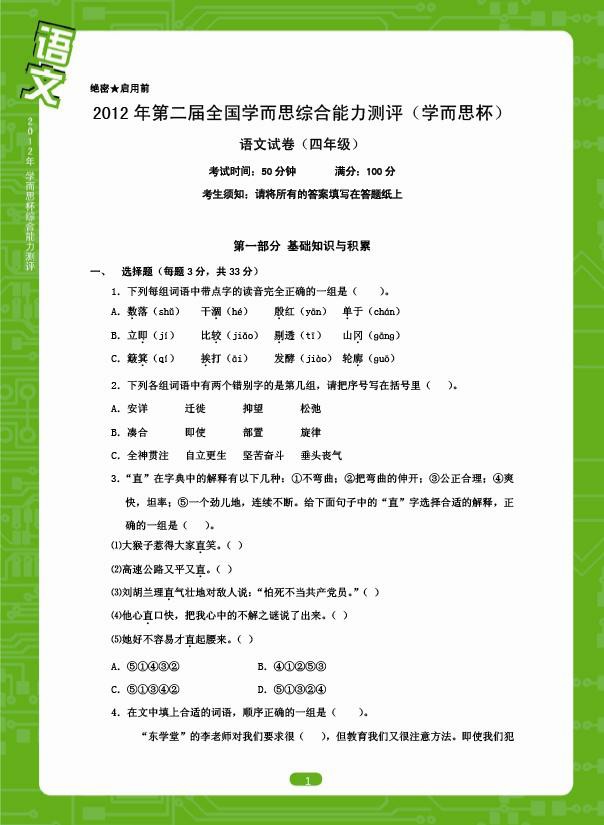 语文
2012年 学而思杯综合能力测评
绝密★启用前
2012 年第二届全国学而思综合能力测评（学而思杯）
语文试卷（四年级）
考试时间：50 分钟 满分：100 分
考生须知：请将所有的答案填写在答题纸上
第一部分 基础知识与积累
一、 选择题（每题 3 分，共 33 分）
1．下列每组词语中带点字的读音完全正确的一组是（ ）。
A．数落（shǔ） 干涸（hé） 殷红（yān） 单于（chán）
B．立即（jí） 比较（jiǎo） 剔透（tī） 山冈（gāng）
C．簸箕（qí） 挨打（ái） 发酵（jiào） 轮廓（guō）
2．下列各组词语中有两个错别字的是第几组，请把序号写在括号里（ ）。
A．安详 迁徙 抑望 松弛
B．凑合 即使 部置 旋律
C．全神贯注 自立更生 坚苦奋斗 垂头丧气
3．“直”在字典中的解释有以下几种：①不弯曲；②把弯曲的伸开；③公正合理；④爽
快，坦率；⑤一个劲儿地，连续不断。给下面句子中的“直”字选择合适的解释，正
确的一组是（ ）。
⑴大猴子惹得大家直笑。（ ）
⑵高速公路又平又直。（ ）
⑶刘胡兰理直气壮地对敌人说：“怕死不当共产党员。”（ ）
⑷他心直口快，把我心中的不解之谜说了出来。（ ）
⑸她好不容易才直起腰来。（ ）
A．⑤①④③② B．④①②⑤③
C．⑤①③④② D．⑤①③②④
4．在文中填上合适的词语，顺序正确的一组是（ ）。
“东学堂”的李老师对我们要求很（ ），但教育我们又很注意方法。即使我们犯
1